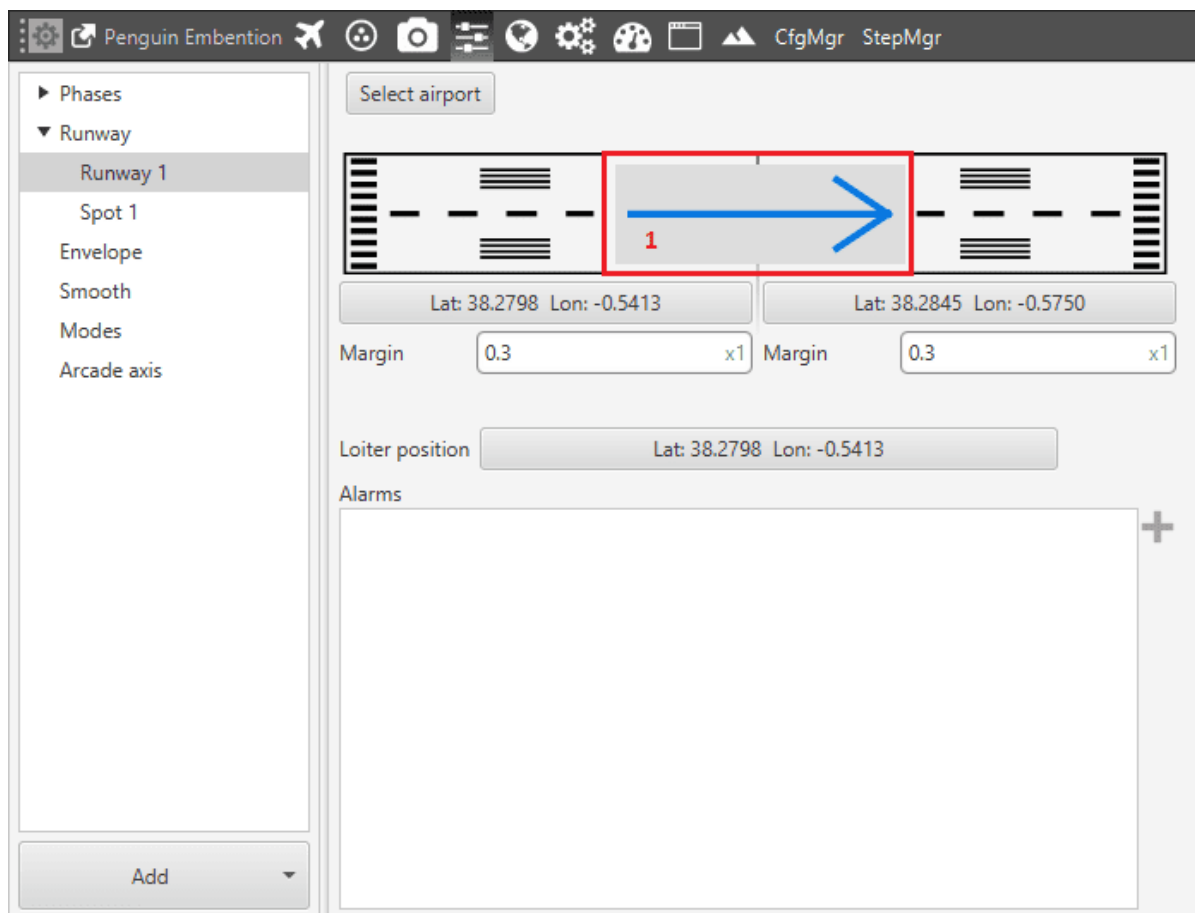 Penguin Embention CfgMgr StepMgr
Phases
Runway
Runway 1
Spot 1
Envelope
Smooth
Modes
Arcade axis
Add
Select airport
1
Lat: 38.2798 Lon: -0.5413 Lat: 38.2845 Lon: -0.5750
Margin 0.3 x1 Margin 0.3 x1
Loiter position Lat: 38.2798 Lon: -0.5413
Alarms